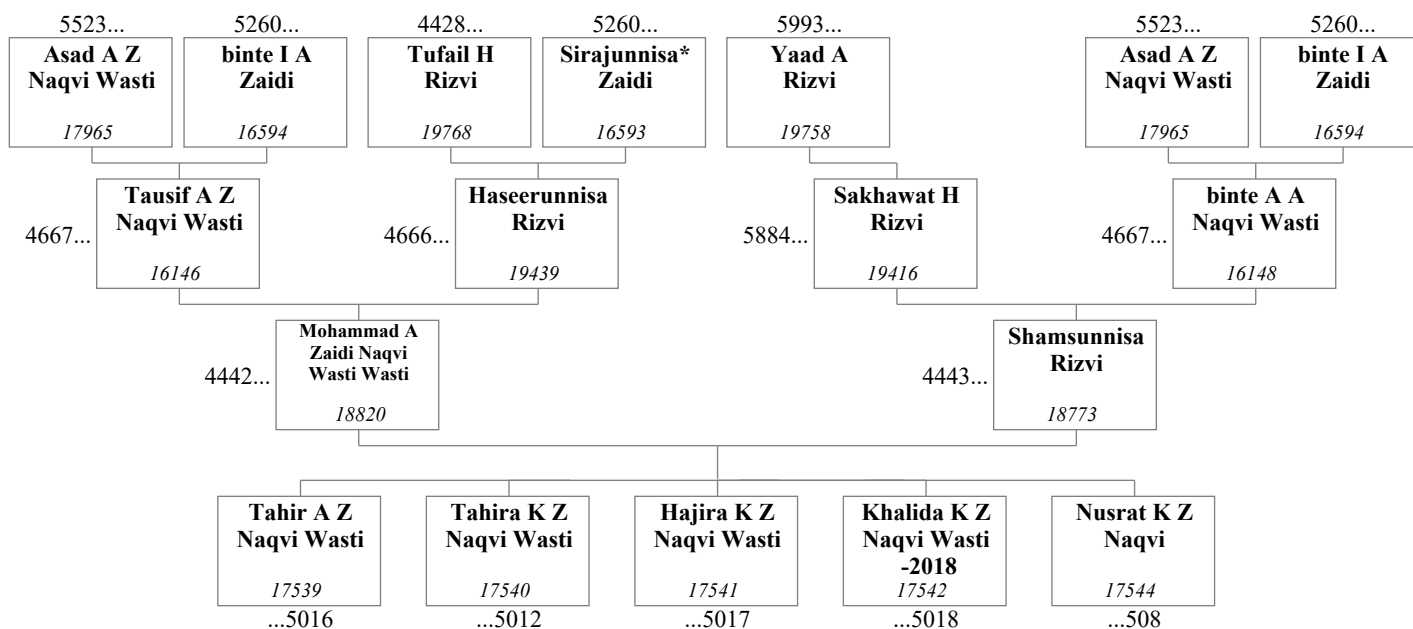 5523...
5260...
4428...
5260...
5993...
5523...
5260...
Asad A Z
Naqvi Wasti
17965
binte I A
Zaidi
16594
Tufail H
Rizvi
19768
Sirajunnisa*
Zaidi
16593
Yaad A
Rizvi
19758
Asad A Z
Naqvi Wasti
17965
binte I A
Zaidi
16594
4667...
Tausif A Z
Naqvi Wasti
16146
4666...
Haseerunnisa
Rizvi
19439
5884...
Sakhawat H
Rizvi
19416
4667...
binte A A
Naqvi Wasti
16148
4442...
Mohammad A
Zaidi Naqvi
Wasti Wasti
18820
4443...
Shamsunnisa
Rizvi
18773
Tahir A Z
Naqvi Wasti
17539
...5016
Tahira K Z
Naqvi Wasti
17540
...5012
Hajira K Z
Naqvi Wasti
17541
...5017
Khalida K Z
Naqvi Wasti
-2018
17542
...5018
Nusrat K Z
Naqvi
17544
...508